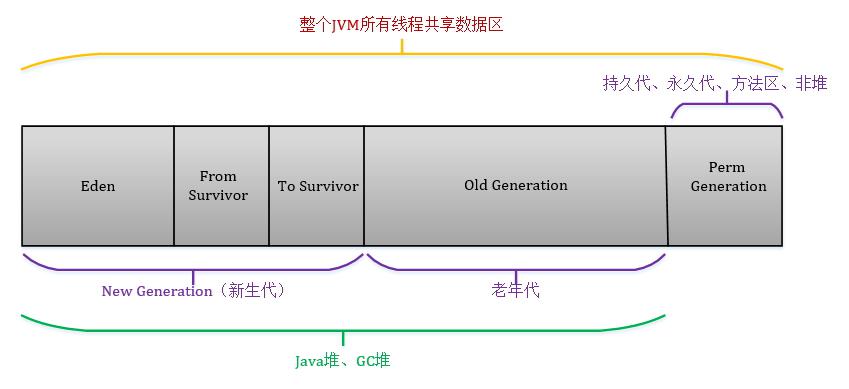 整个JVM所有线程共享数据区
持久代、永久代、方法区、非堆
Eden
From
Survivor
To Survivor
Old Generation
Perm
Generation
New Generation（新生代）
老年代
Java堆、GC堆